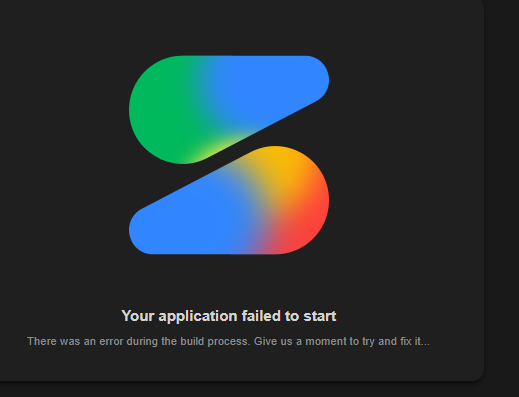 Your application failed to start
There was an error during the build process. Give us a moment to try and fix it...